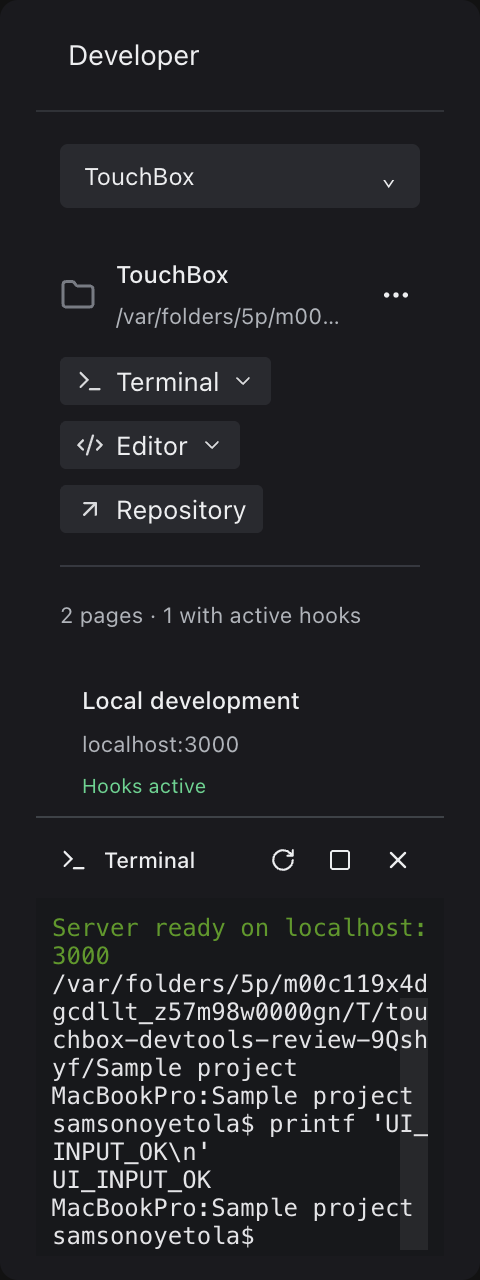 Developer
TouchBox
TouchBox
/var/folders/5p/m00...
Terminal
Editor
Repository
2 pages · 1 with active hooks
Local development
localhost:3000
Hooks active
Terminal
Server ready on localhost:
3000
/var/folders/5p/m00c119x4d
gcdllt_z57m98w0000gn/T/tou
chbox-devtools-review-9Qsh
yf/Sample project
MacBookPro:Sample project
samsonoyetola$ printf 'UI_
INPUT_OK\n'
UI_INPUT_OK
MacBookPro:Sample project
samsonoyetola$